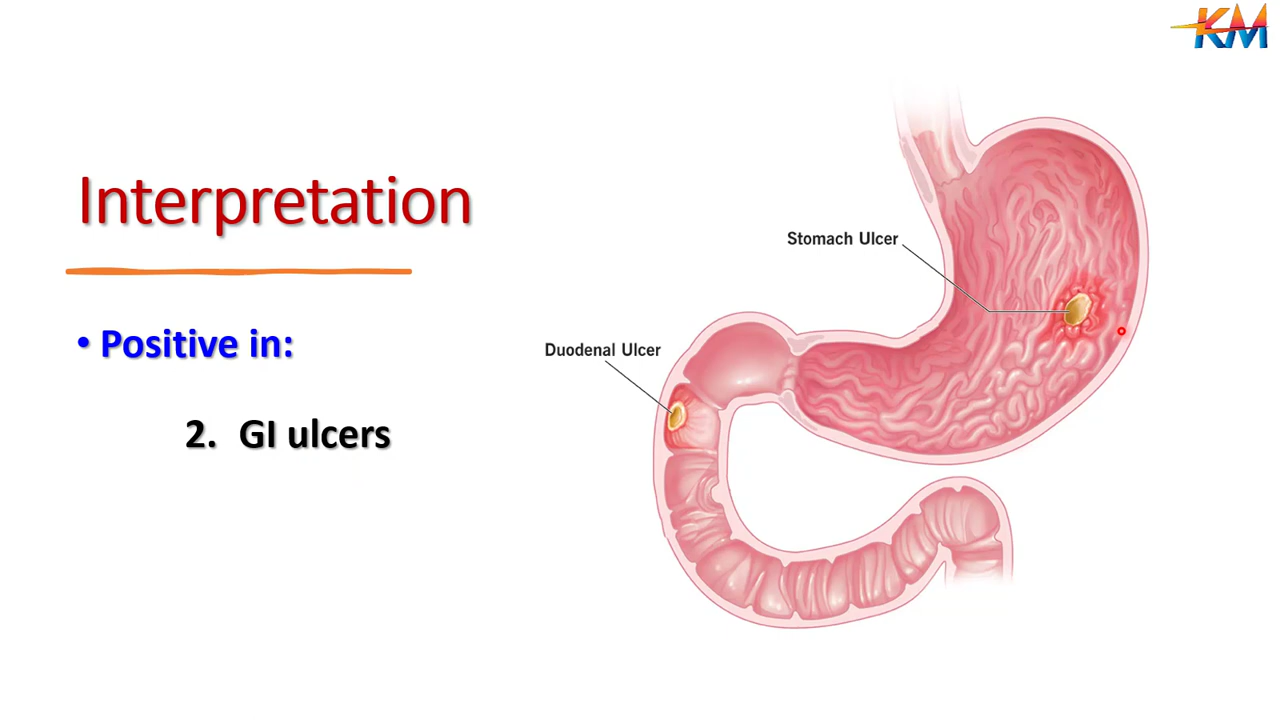 KM
Interpretation
• Positive in:
2. GI ulcers
Stomach Ulcer
Duodenal Ulcer